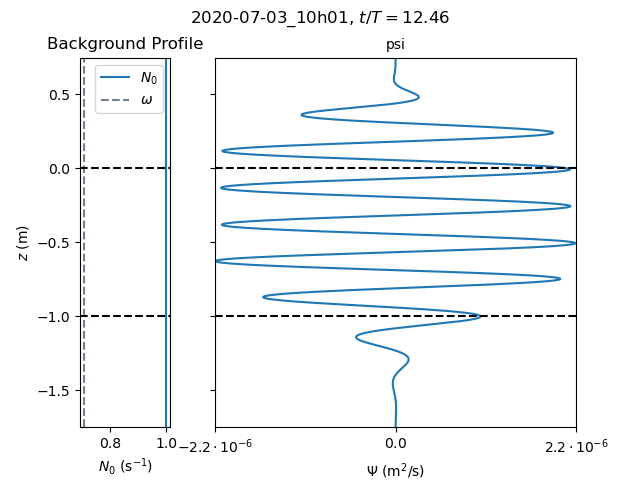 2020-07-03_10h01, t/T = 12.46
Background Profile
psi
N₀
ω
0.5
0.0
−0.5
−1.0
−1.5
z (m)
0.8 1.0
N₀ (s⁻¹)
−2.2 · 10⁻⁶ 0.0 2.2 · 10⁻⁶
Ψ (m²/s)